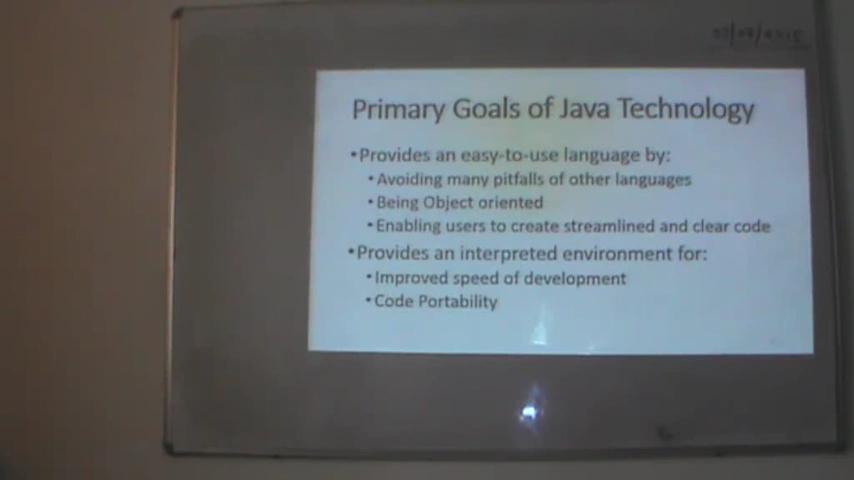 Primary Goals of Java Technology
•Provides an easy-to-use language by:
•Avoiding many pitfalls of other languages
•Being Object oriented
•Enabling users to create streamlined and clear code
•Provides an interpreted environment for:
•Improved speed of development
•Code Portability